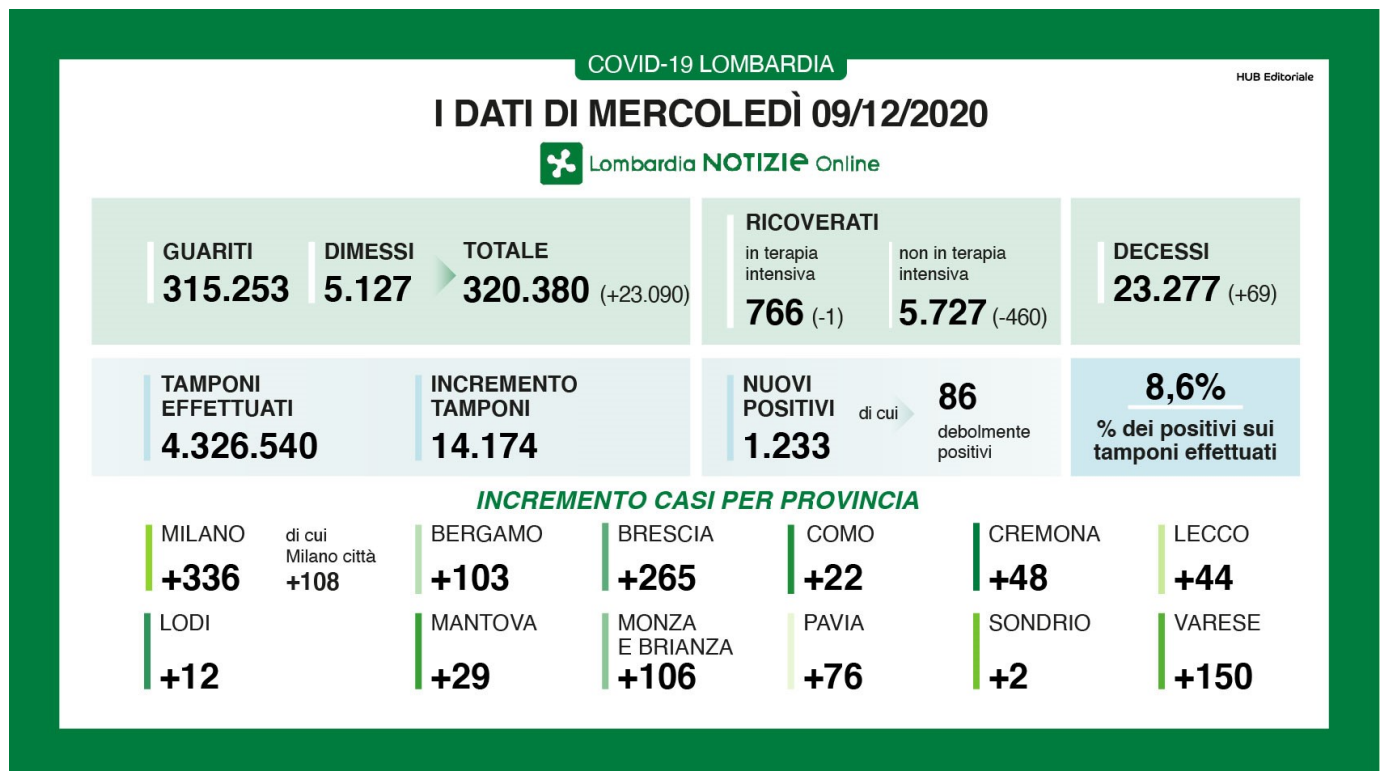 COVID-19 LOMBARDIA
HUB Editoriale
I DATI DI MERCOLEDÌ 09/12/2020
Lombardia NOTIZIe Online
GUARITI
315.253
DIMESSI
5.127
TOTALE
320.380 (+23.090)
RICOVERATI
in terapia
intensiva
766 (-1)
non in terapia
intensiva
5.727 (-460)
DECESSI
23.277 (+69)
TAMPONI
EFFETTUATI
4.326.540
INCREMENTO
TAMPONI
14.174
NUOVI
POSITIVI
1.233
di cui
86
debolmente
positivi
8,6%
% dei positivi sui
tamponi effettuati
INCREMENTO CASI PER PROVINCIA
MILANO
+336
di cui
Milano città
+108
BERGAMO
+103
BRESCIA
+265
COMO
+22
CREMONA
+48
LECCO
+44
LODI
+12
MANTOVA
+29
MONZA
E BRIANZA
+106
PAVIA
+76
SONDRIO
+2
VARESE
+150